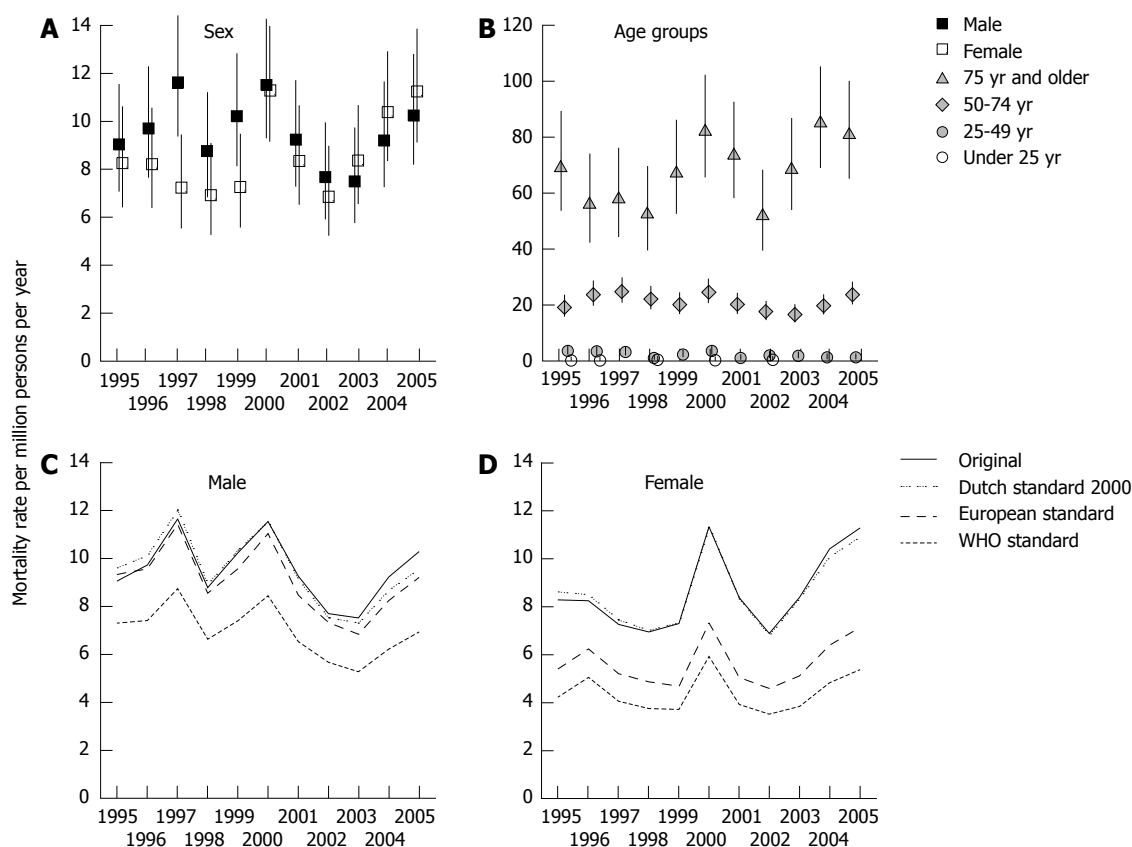 Mortality rate per million persons per year
A
Sex
14
12
10
8
6
4
2
0
1995 1997 1999 2001 2003 2005
1996 1998 2000 2002 2004
B
Age groups
120
100
80
60
40
20
0
1995 1997 1999 2001 2003 2005
1996 1998 2000 2002 2004
Male
Female
75 yr and older
50-74 yr
25-49 yr
Under 25 yr
C
Male
14
12
10
8
6
4
2
0
1995 1997 1999 2001 2003 2005
1996 1998 2000 2002 2004
D
Female
14
12
10
8
6
4
2
0
1995 1997 1999 2001 2003 2005
1996 1998 2000 2002 2004
Original
Dutch standard 2000
European standard
WHO standard